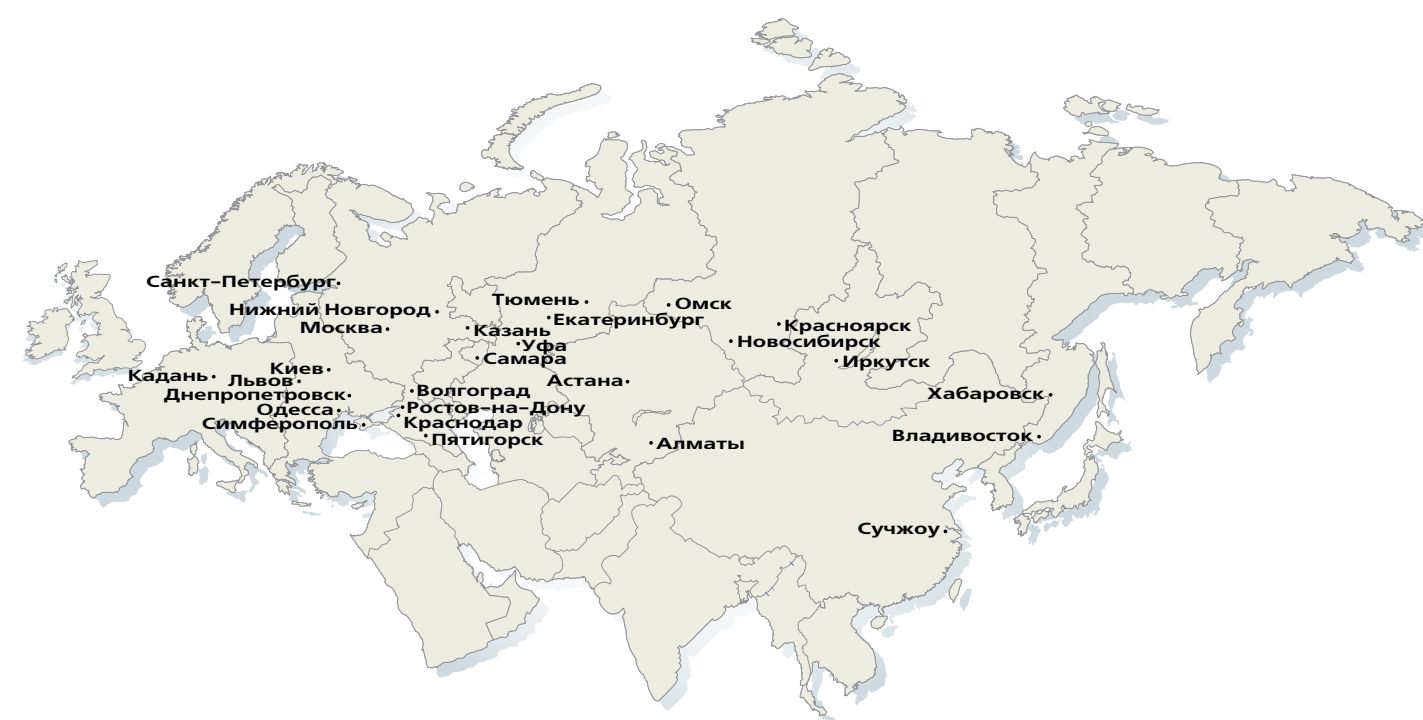 Санкт-Петербург
Тюмень
Омск
Нижний Новгород
Екатеринбург
Москва
Казань
Красноярск
Уфа
Новосибирск
Самара
Иркутск
Киев
Кадань
Львов
Астана
Волгоград
Днепропетровск
Хабаровск
Одесса
Ростов-на-Дону
Симферополь
Краснодар
Пятигорск
Алматы
Владивосток
Сучжоу